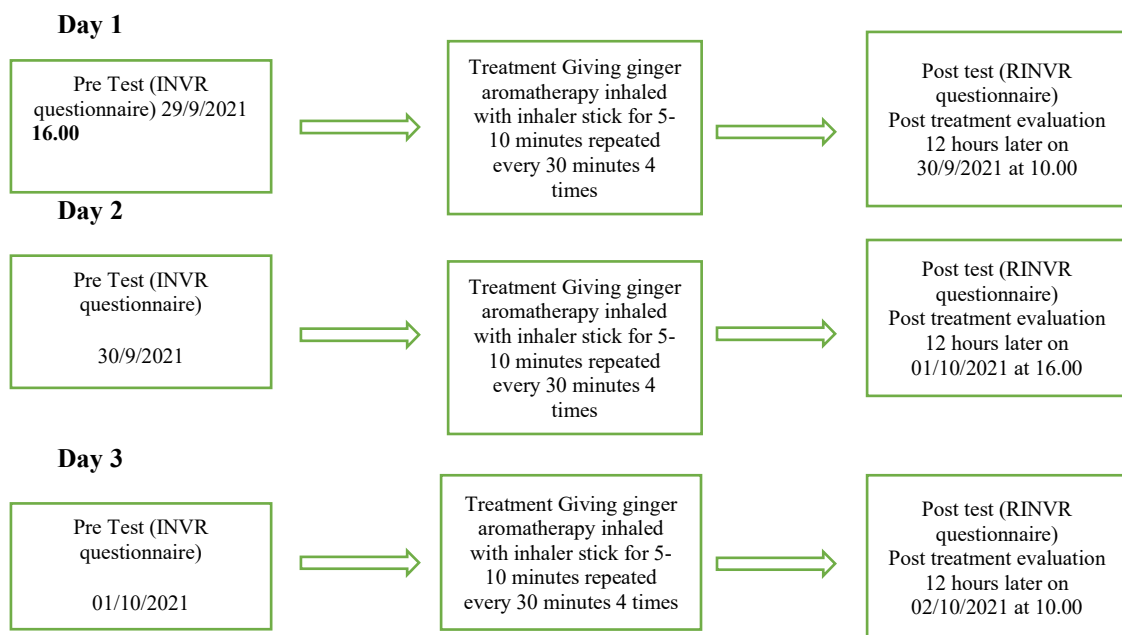 Day 1
Pre Test (INVR
questionnaire) 29/9/2021
16.00
Treatment Giving ginger
aromatherapy inhaled
with inhaler stick for 5-
10 minutes repeated
every 30 minutes 4
times
Post test (RINVR
questionnaire)
Post treatment evaluation
12 hours later on
30/9/2021 at 10.00
Day 2
Pre Test (INVR
questionnaire)
30/9/2021
Treatment Giving ginger
aromatherapy inhaled
with inhaler stick for 5-
10 minutes repeated
every 30 minutes 4
times
Post test (RINVR
questionnaire)
Post treatment evaluation
12 hours later on
01/10/2021 at 16.00
Day 3
Pre Test (INVR
questionnaire)
01/10/2021
Treatment Giving ginger
aromatherapy inhaled
with inhaler stick for 5-
10 minutes repeated
every 30 minutes 4 times
Post test (RINVR
questionnaire)
Post treatment evaluation
12 hours later on
02/10/2021 at 10.00